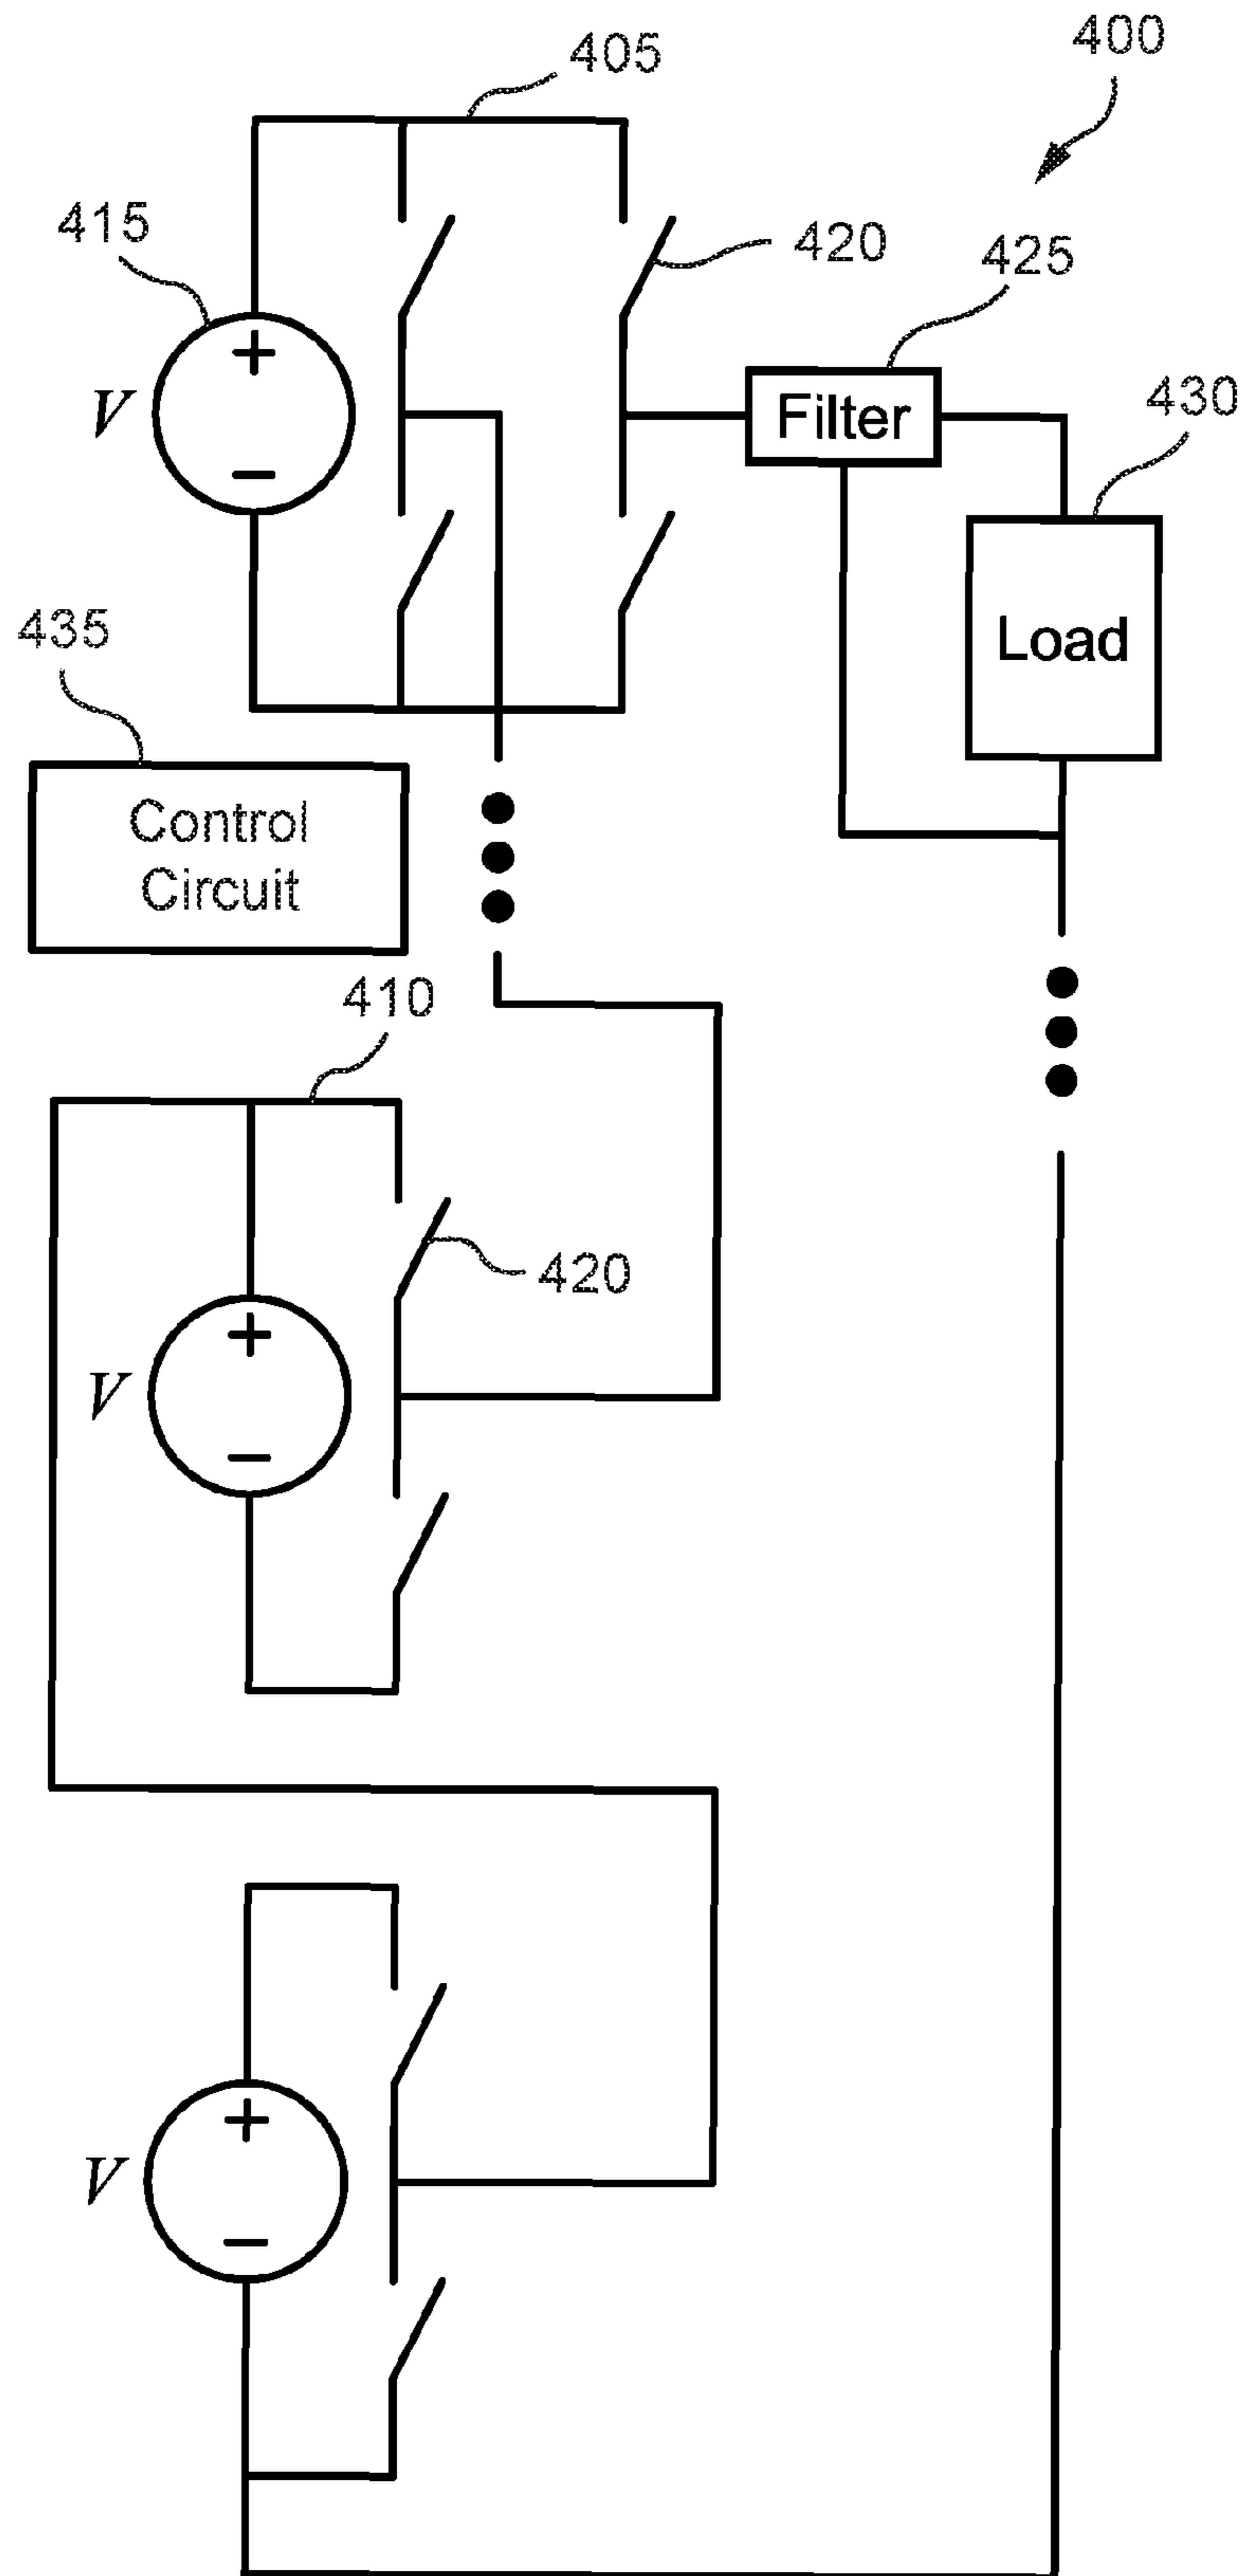 400
405
415
420
425
V
+
−
Filter
430
Load
435
Control
Circuit
410
420
V
+
−
V
+
−